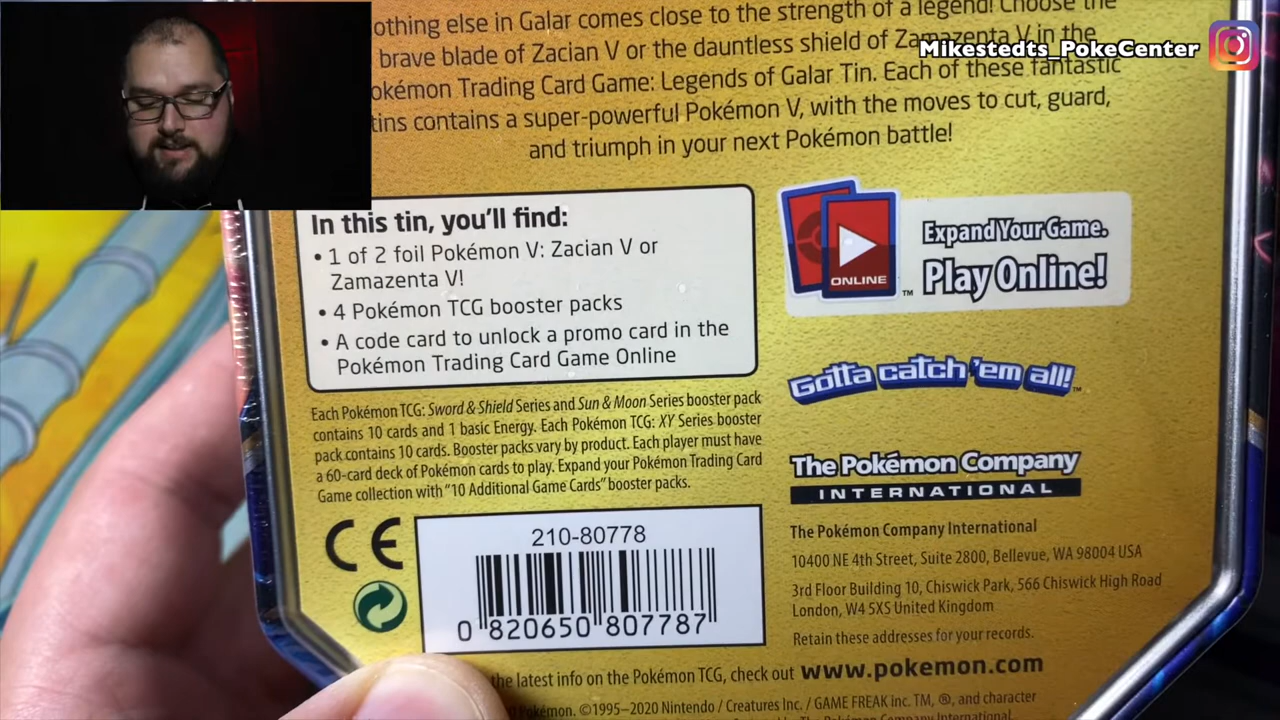 othing else in Galar comes close to the strength of a legend! Choose the
brave blade of Zacian V or the dauntless shield of Zamazenta V in the
Mikestedts_PokeCenter
okémon Trading Card Game: Legends of Galar Tin. Each of these fantastic
tins contains a super-powerful Pokémon V, with the moves to cut, guard,
and triumph in your next Pokémon battle!
In this tin, you'll find:
• 1 of 2 foil Pokémon V: Zacian V or
Zamazenta V!
• 4 Pokémon TCG booster packs
• A code card to unlock a promo card in the
Pokémon Trading Card Game Online
ONLINE
™
Expand Your Game.
Play Online!
Gotta catch 'em all!™
Each Pokémon TCG: Sword & Shield Series and Sun & Moon Series booster pack
contains 10 cards and 1 basic Energy. Each Pokémon TCG: XY Series booster
pack contains 10 cards. Booster packs vary by product. Each player must have
a 60-card deck of Pokémon cards to play. Expand your Pokémon Trading Card
Game collection with "10 Additional Game Cards" booster packs.
The Pokémon Company
INTERNATIONAL
CE
210-80778
0 820650 807787
The Pokémon Company International
10400 NE 4th Street, Suite 2800, Bellevue, WA 98004 USA
3rd Floor Building 10, Chiswick Park, 566 Chiswick High Road
London, W4 5XS United Kingdom
Retain these addresses for your records.
the latest info on the Pokémon TCG, check out www.pokemon.com
Pokémon. ©1995–2020 Nintendo / Creatures Inc. / GAME FREAK inc. TM, ®, and character
The Pokémon Company International.